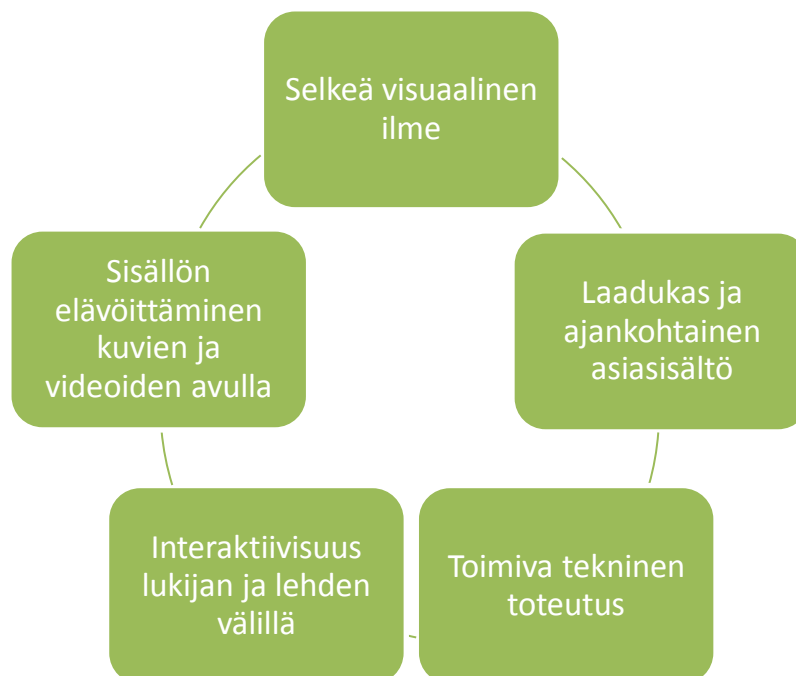 Selkeä visuaalinen
ilme
Laadukas ja
ajankohtainen
asiasisältö
Toimiva tekninen
toteutus
Interaktiivisuus
lukijan ja lehden
välillä
Sisällön
elävöittäminen
kuvien ja
videoiden avulla